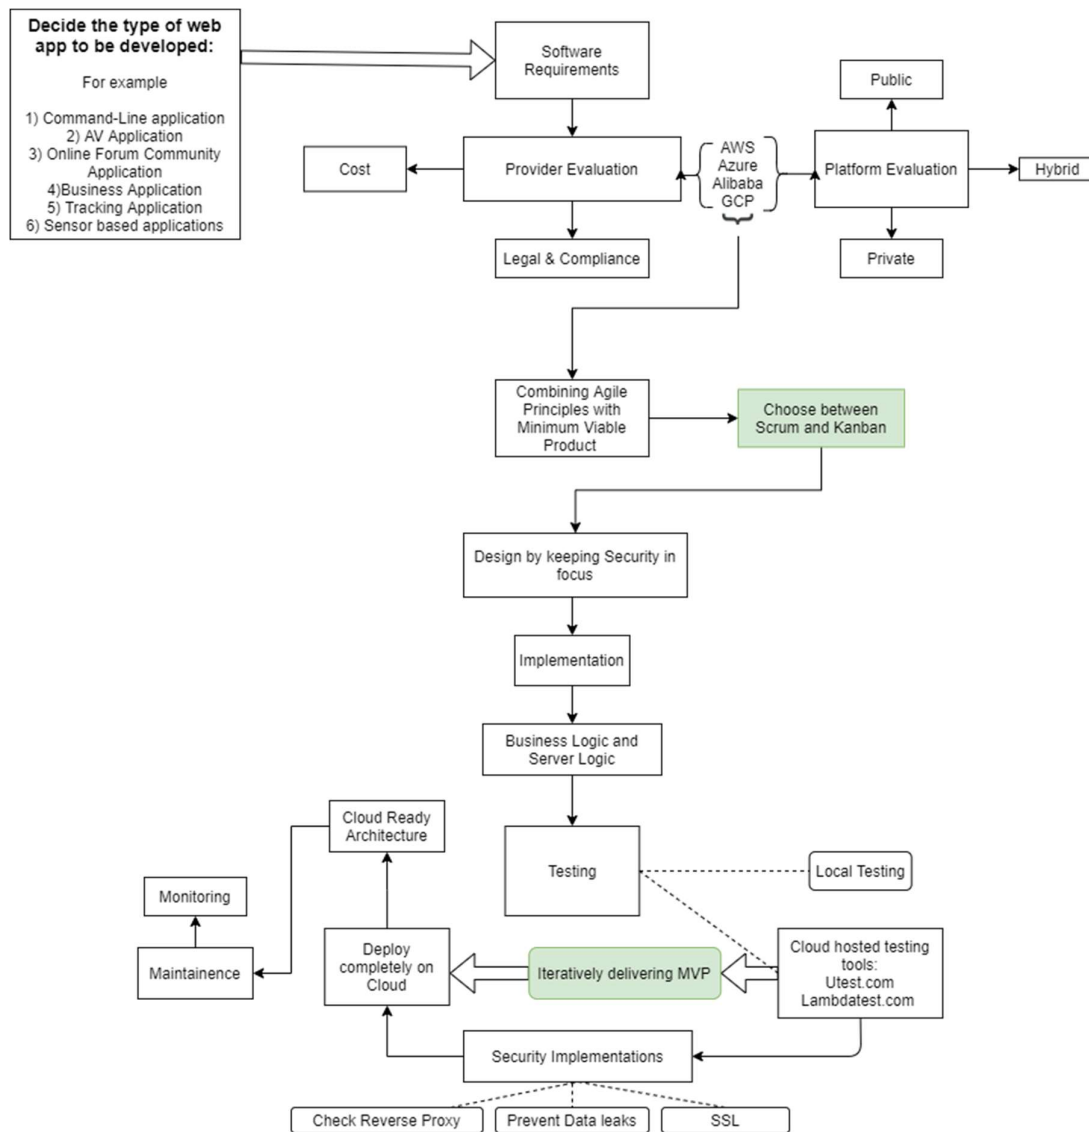 Decide the type of web
app to be developed:
For example
1) Command-Line application
2) AV Application
3) Online Forum Community
Application
4)Business Application
5) Tracking Application
6) Sensor based applications
Software
Requirements
Public
Cost
Provider Evaluation
AWS
Azure
Alibaba
GCP
Platform Evaluation
Hybrid
Legal & Compliance
Private
Combining Agile
Principles with
Minimum Viable
Product
Choose between
Scrum and Kanban
Design by keeping Security in
focus
Implementation
Business Logic and
Server Logic
Cloud Ready
Architecture
Testing
Local Testing
Monitoring
Maintainence
Deploy
completely on
Cloud
Iteratively delivering MVP
Cloud hosted testing
tools:
Utest.com
Lambdatest.com
Security Implementations
Check Reverse Proxy
Prevent Data leaks
SSL